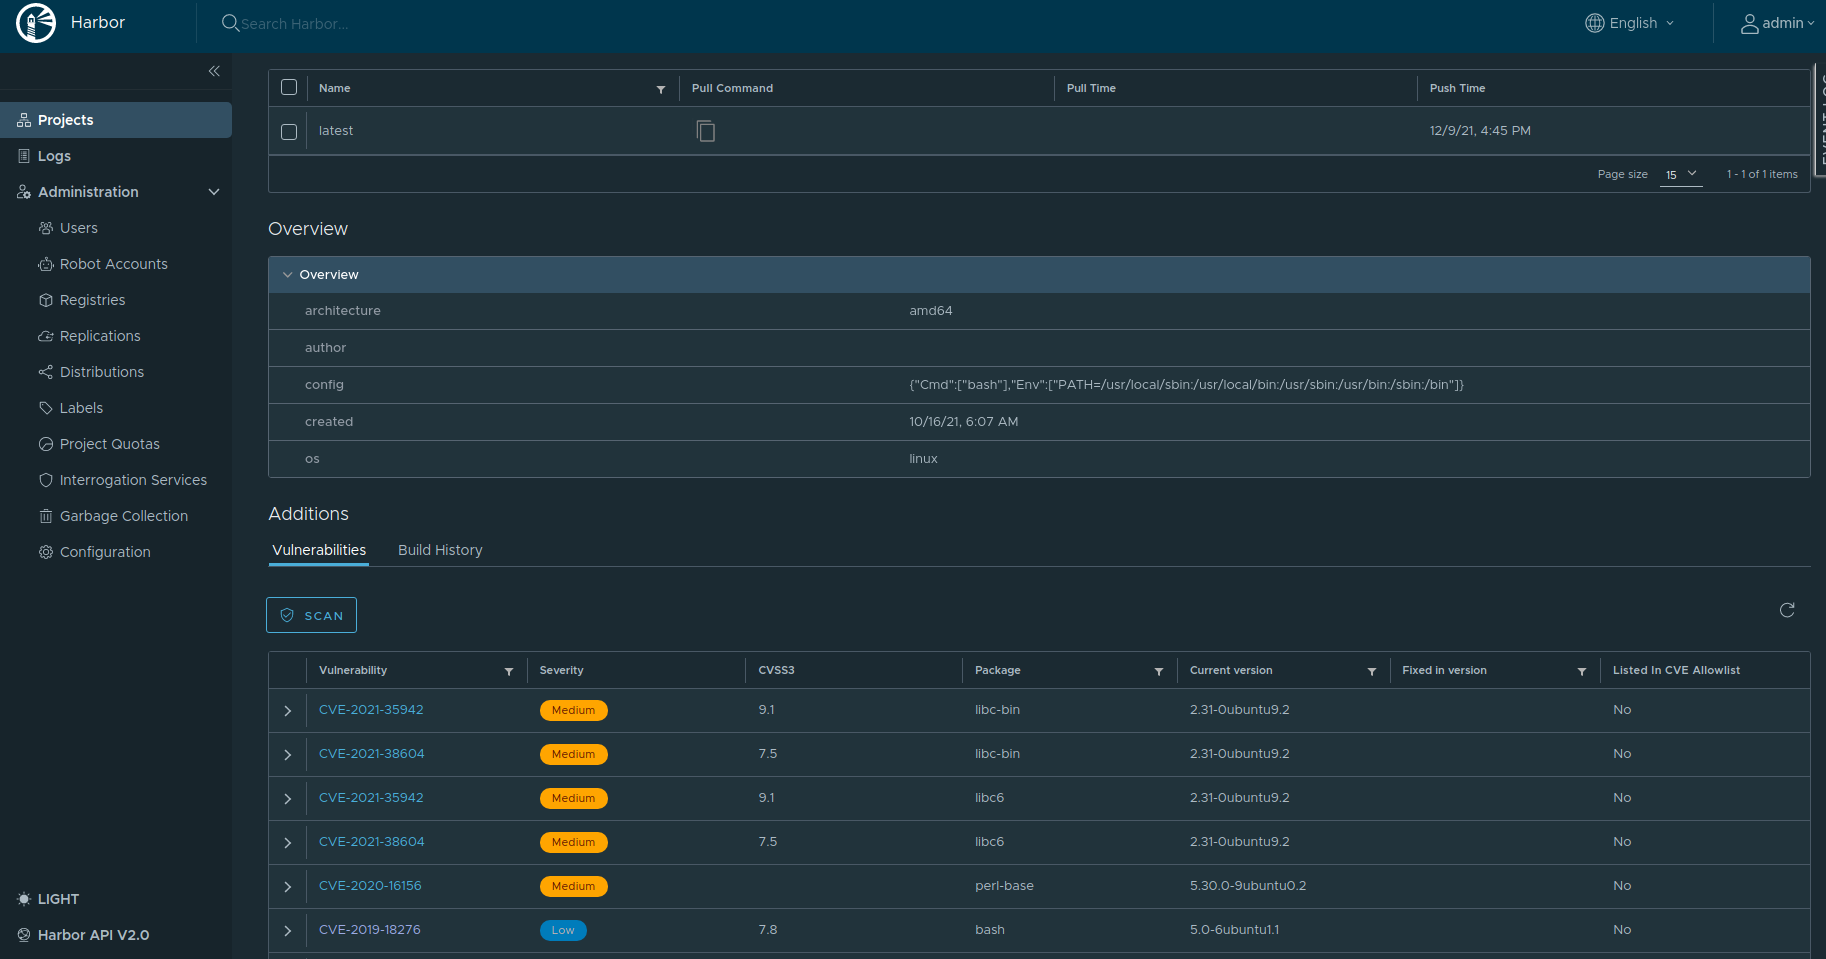 Harbor
Search Harbor...
English
admin
Projects
Logs
Administration
Users
Robot Accounts
Registries
Replications
Distributions
Labels
Project Quotas
Interrogation Services
Garbage Collection
Configuration
LIGHT
Harbor API V2.0
Name Pull Command Pull Time Push Time
latest 12/9/21, 4:45 PM
Page size 15 1 - 1 of 1 items
Overview
Overview
architecture amd64
author
config {"Cmd":["bash"],"Env":["PATH=/usr/local/sbin:/usr/local/bin:/usr/sbin:/usr/bin:/sbin:/bin"]}
created 10/16/21, 6:07 AM
os linux
Additions
Vulnerabilities Build History
SCAN
Vulnerability Severity CVSS3 Package Current version Fixed in version Listed In CVE Allowlist
CVE-2021-35942 Medium 9.1 libc-bin 2.31-0ubuntu9.2 No
CVE-2021-38604 Medium 7.5 libc-bin 2.31-0ubuntu9.2 No
CVE-2021-35942 Medium 9.1 libc6 2.31-0ubuntu9.2 No
CVE-2021-38604 Medium 7.5 libc6 2.31-0ubuntu9.2 No
CVE-2020-16156 Medium perl-base 5.30.0-9ubuntu0.2 No
CVE-2019-18276 Low 7.8 bash 5.0-6ubuntu1.1 No